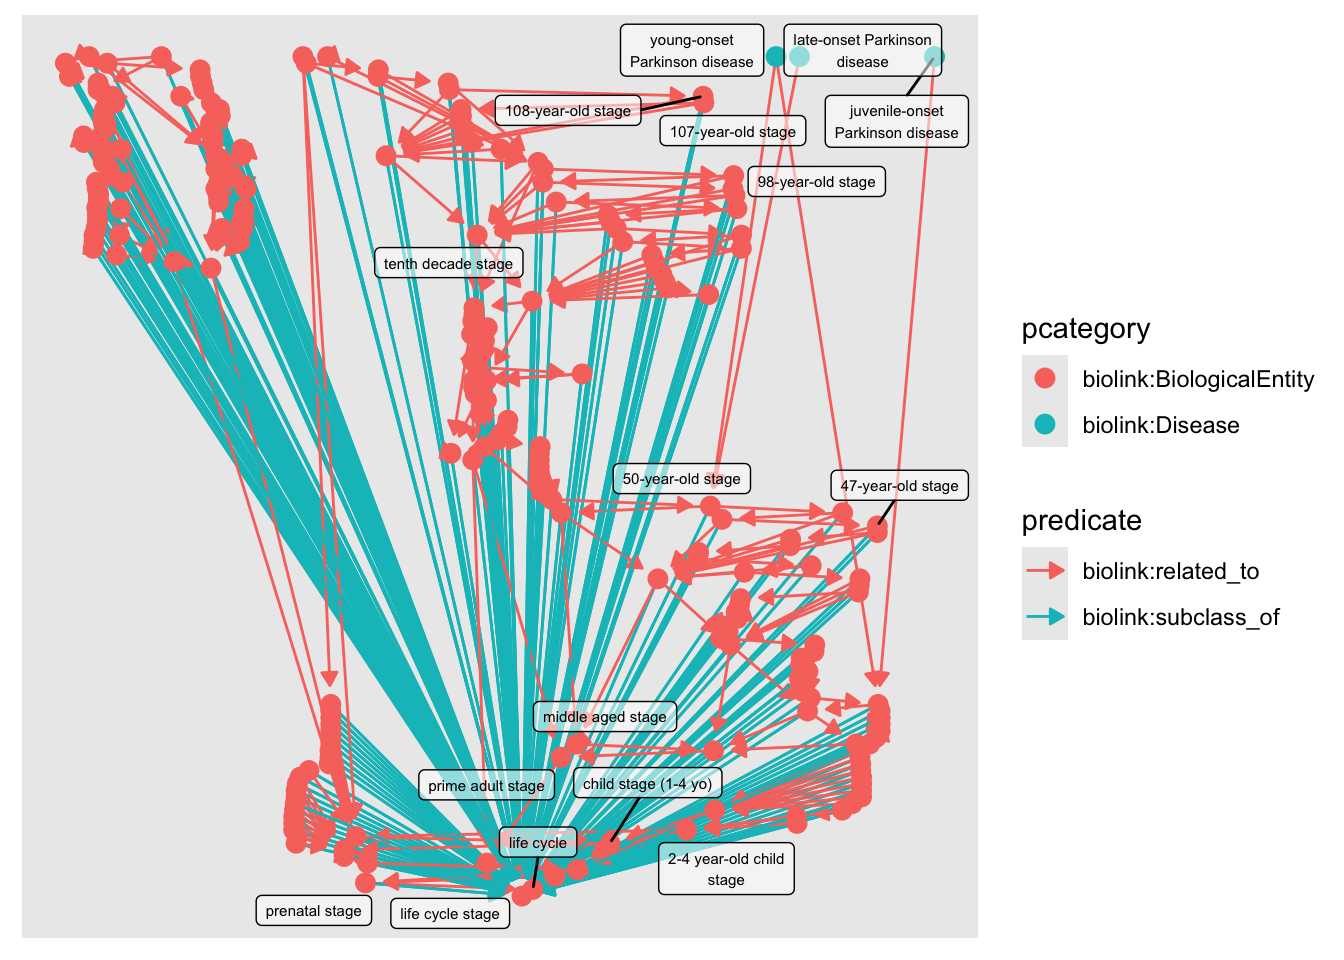 young-onset
Parkinson disease
late-onset Parkinson
disease
108-year-old stage
107-year-old stage
juvenile-onset
Parkinson disease
98-year-old stage
tenth decade stage
50-year-old stage
47-year-old stage
middle aged stage
prime adult stage
child stage (1-4 yo)
life cycle
2-4 year-old child
stage
prenatal stage
life cycle stage
pcategory
biolink:BiologicalEntity
biolink:Disease
predicate
biolink:related_to
biolink:subclass_of